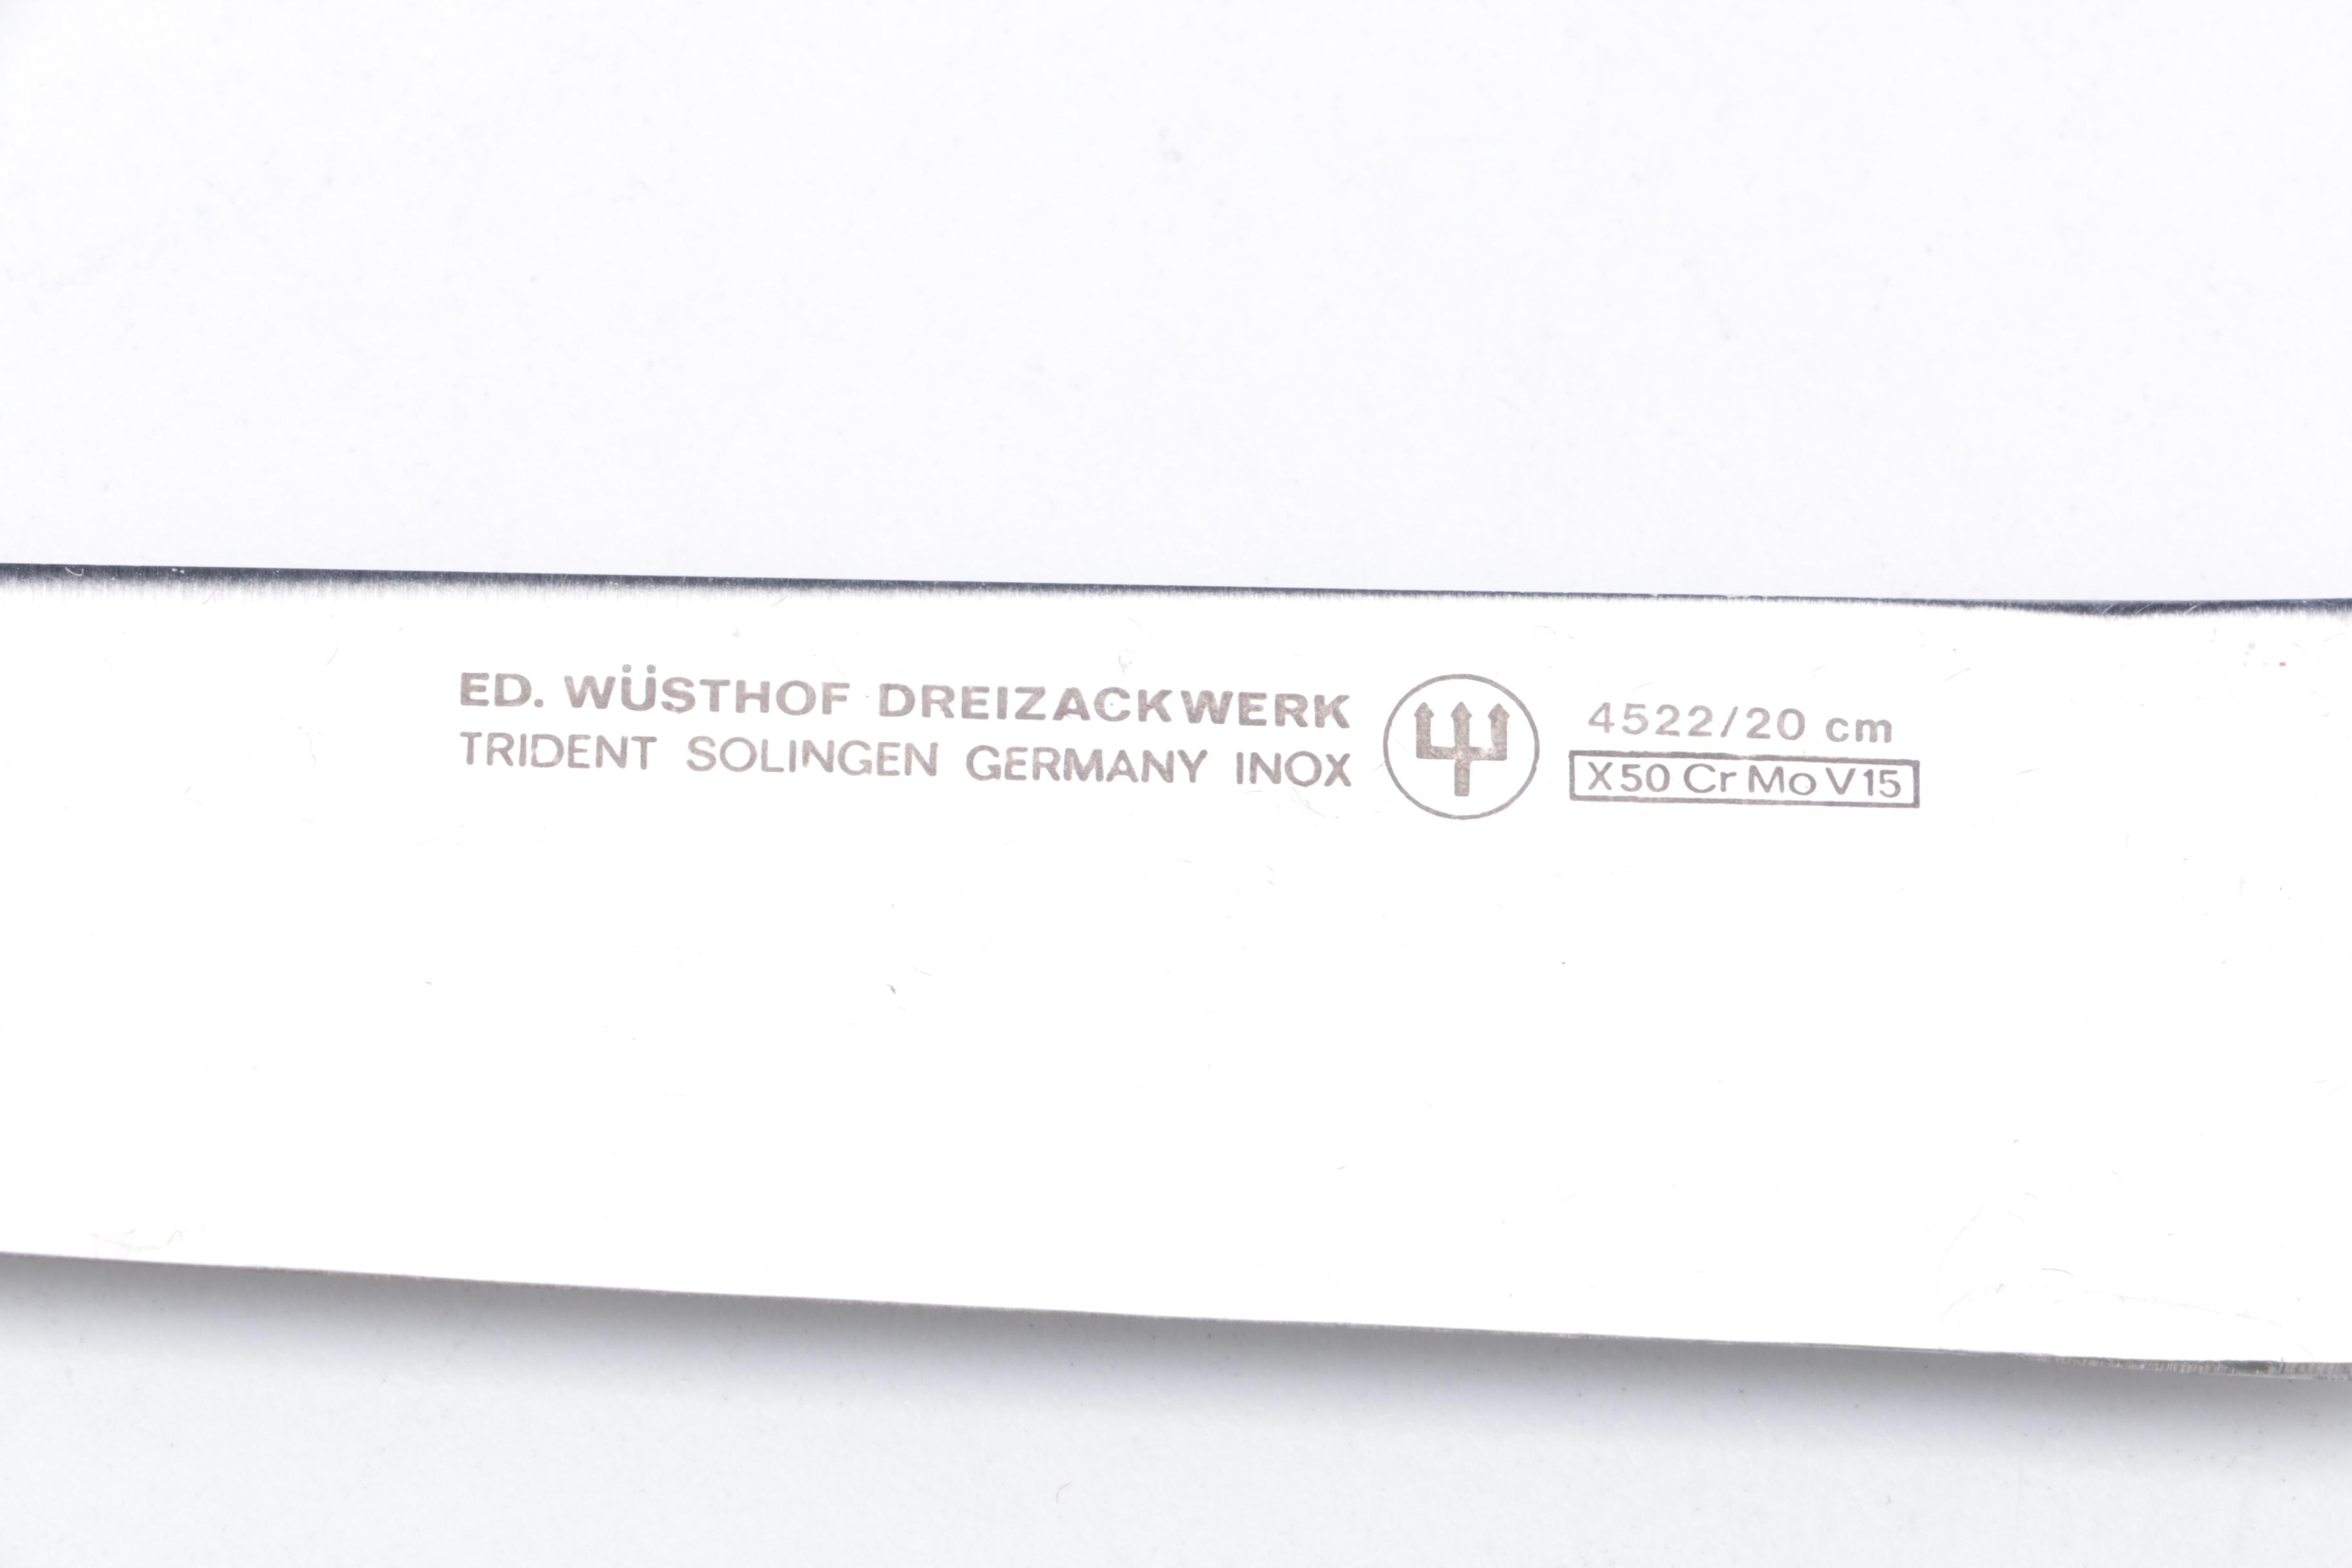 ED. WÜSTHOF DREIZACKWERK
TRIDENT SOLINGEN GERMANY INOX
4522/20 cm
X50 Cr Mo V15